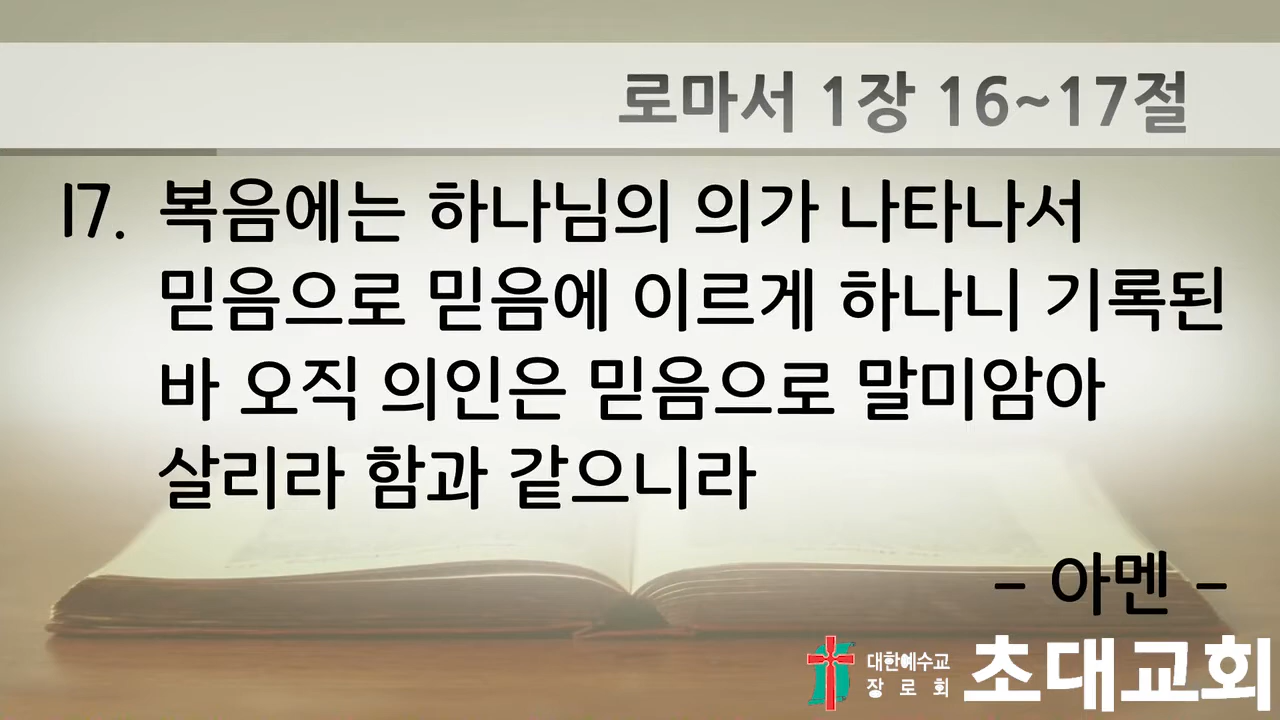 로마서 1장 16~17절
17. 복음에는 하나님의 의가 나타나서
믿음으로 믿음에 이르게 하나니 기록된
바 오직 의인은 믿음으로 말미암아
살리라 함과 같으니라
- 아멘 -
대한예수교
장 로 회
초대교회